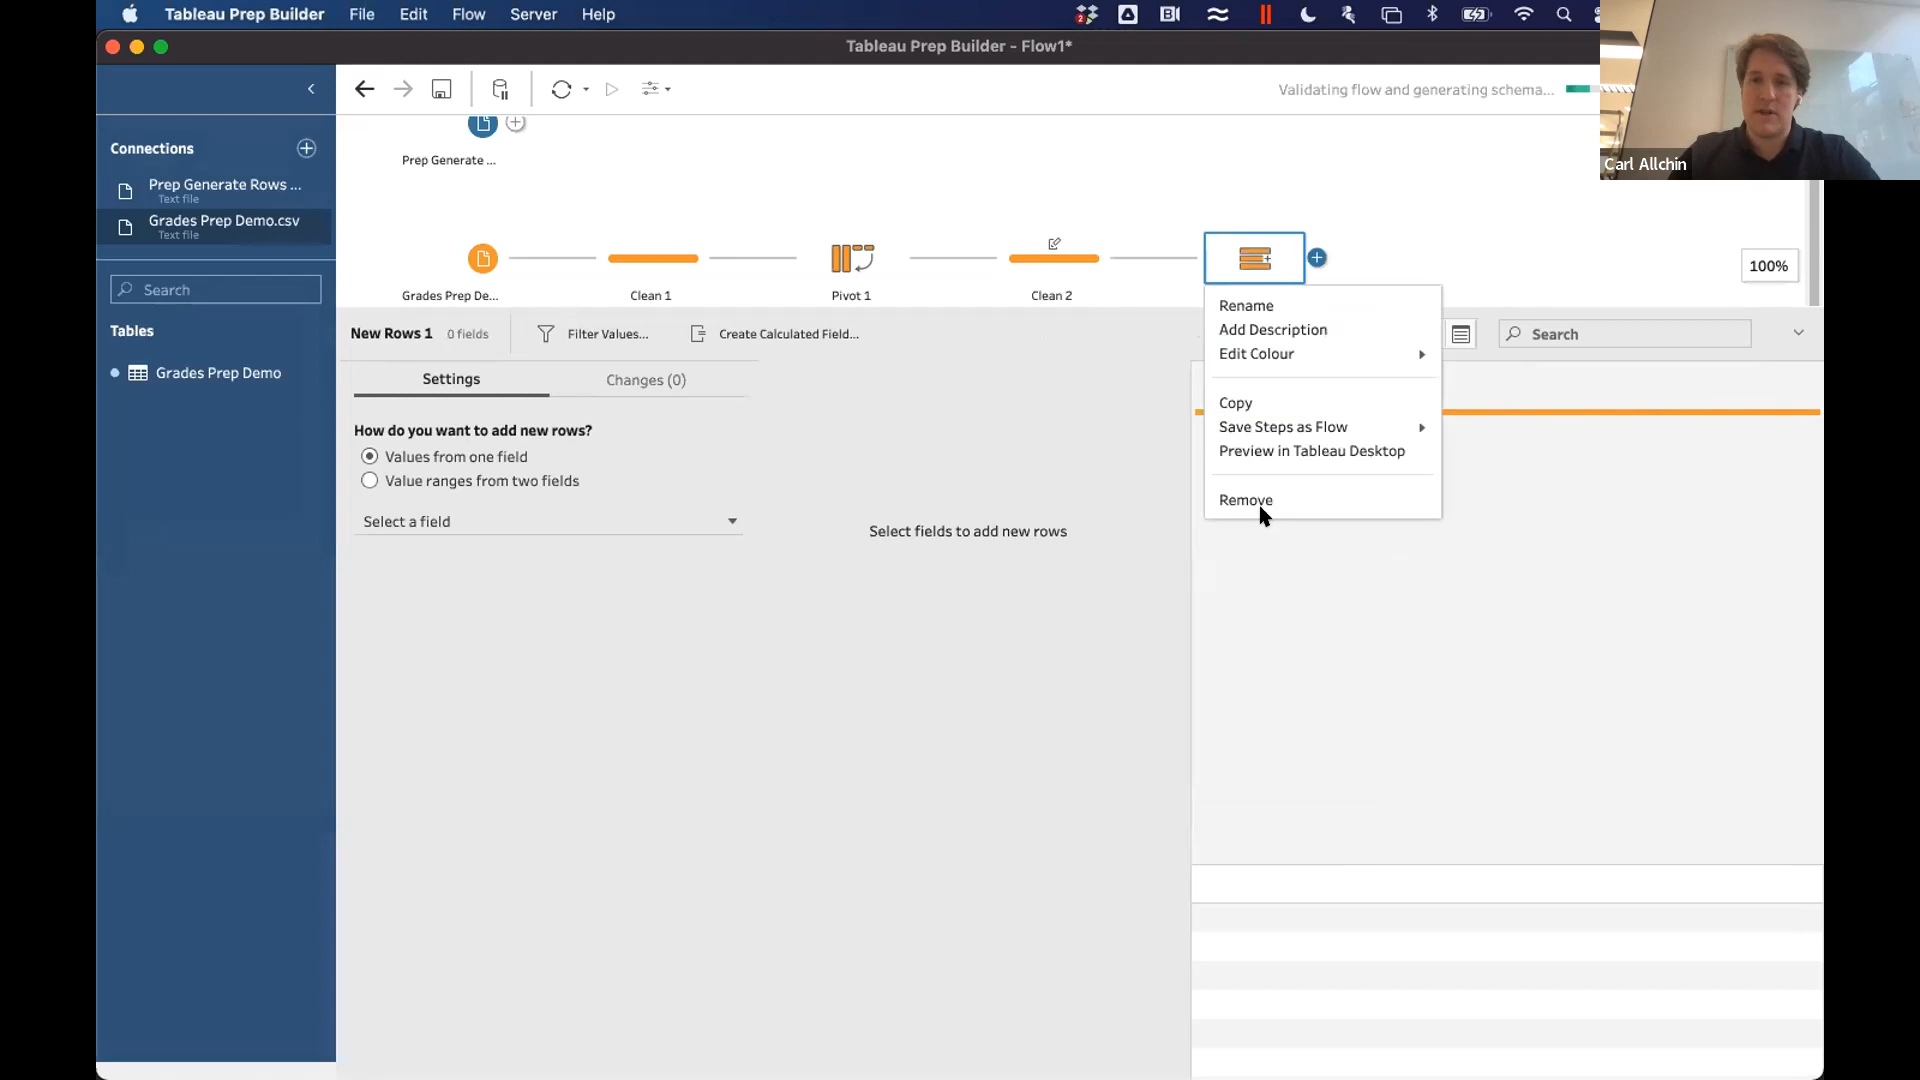 Tableau Prep Builder File Edit Flow Server Help
Tableau Prep Builder - Flow1*
Validating flow and generating schema...
Carl Allchin
Connections
Prep Generate Rows ...
Text file
Grades Prep Demo.csv
Text file
Search
Tables
Grades Prep Demo
Prep Generate ...
100%
Grades Prep De...
Clean 1
Pivot 1
Clean 2
New Rows 1 0 fields
Filter Values...
Create Calculated Field...
Search
Settings
Changes (0)
How do you want to add new rows?
Values from one field
Value ranges from two fields
Select a field
Select fields to add new rows
Rename
Add Description
Edit Colour
Copy
Save Steps as Flow
Preview in Tableau Desktop
Remove